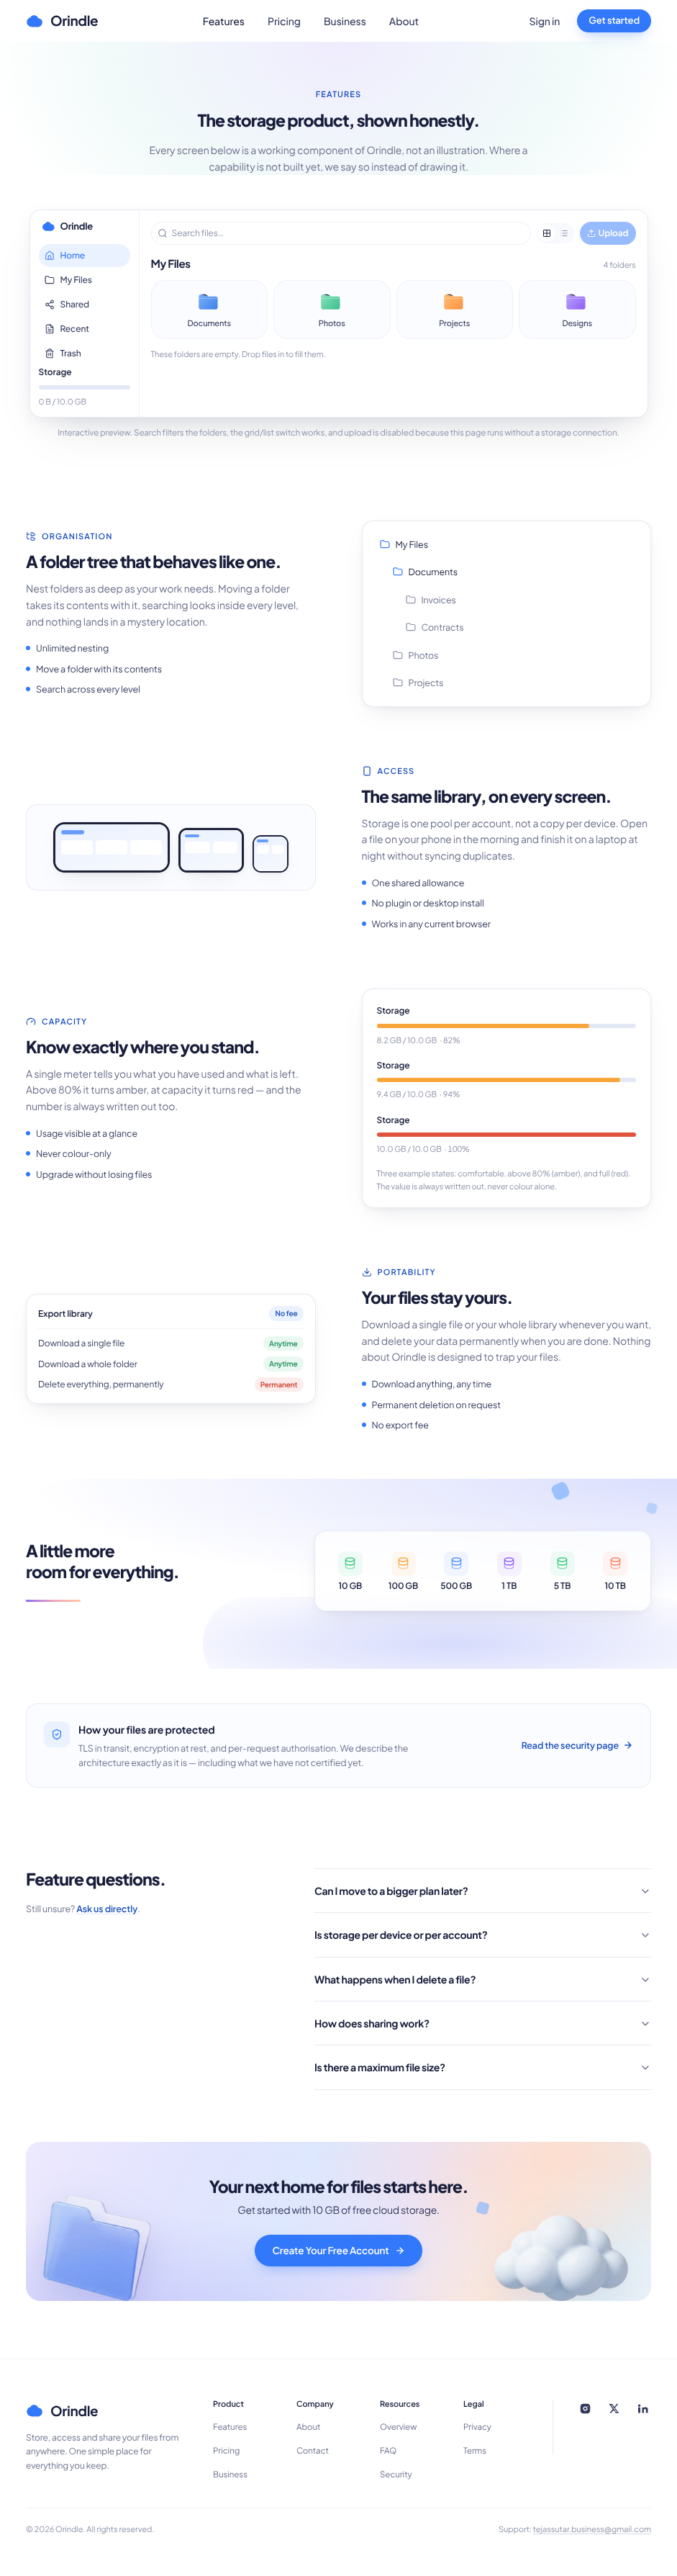 Orindle
Features
Pricing
Business
About
Sign in
Get started
FEATURES
The storage product, shown honestly.
Every screen below is a working component of Orindle, not an illustration. Where a
capability is not built yet, we say so instead of drawing it.
Orindle
Home
My Files
Shared
Recent
Trash
Storage
0 B / 10.0 GB
Search files...
Upload
My Files
4 folders
Documents
Photos
Projects
Designs
These folders are empty. Drop files in to fill them.
Interactive preview. Search filters the folders, the grid/list switch works, and upload is disabled because this page runs without a storage connection.
ORGANISATION
A folder tree that behaves like one.
Nest folders as deep as your work needs. Moving a folder
takes its contents with it, searching looks inside every level,
and nothing lands in a mystery location.
Unlimited nesting
Move a folder with its contents
Search across every level
My Files
Documents
Invoices
Contracts
Photos
Projects
ACCESS
The same library, on every screen.
Storage is one pool per account, not a copy per device. Open
a file on your phone in the morning and finish it on a laptop at
night without syncing duplicates.
One shared allowance
No plugin or desktop install
Works in any current browser
CAPACITY
Know exactly where you stand.
A single meter tells you what you have used and what is left.
Above 80% it turns amber, at capacity it turns red — and the
number is always written out too.
Usage visible at a glance
Never colour-only
Upgrade without losing files
Storage
8.2 GB / 10.0 GB · 82%
Storage
9.4 GB / 10.0 GB · 94%
Storage
10.0 GB / 10.0 GB · 100%
Three example states: comfortable, above 80% (amber), and full (red).
The value is always written out, never colour alone.
PORTABILITY
Your files stay yours.
Download a single file or your whole library whenever you want,
and delete your data permanently when you are done. Nothing
about Orindle is designed to trap your files.
Download anything, any time
Permanent deletion on request
No export fee
Export library
No fee
Download a single file
Anytime
Download a whole folder
Anytime
Delete everything, permanently
Permanent
A little more
room for everything.
10 GB
100 GB
500 GB
1 TB
5 TB
10 TB
How your files are protected
TLS in transit, encryption at rest, and per-request authorisation. We describe the
architecture exactly as it is — including what we have not certified yet.
Read the security page
Feature questions.
Still unsure? Ask us directly.
Can I move to a bigger plan later?
Is storage per device or per account?
What happens when I delete a file?
How does sharing work?
Is there a maximum file size?
Your next home for files starts here.
Get started with 10 GB of free cloud storage.
Create Your Free Account
Orindle
Store, access and share your files from
anywhere. One simple place for
everything you keep.
Product
Features
Pricing
Business
Company
About
Contact
Resources
Overview
FAQ
Security
Legal
Privacy
Terms
© 2026 Orindle. All rights reserved.
Support: tejassutar.business@gmail.com